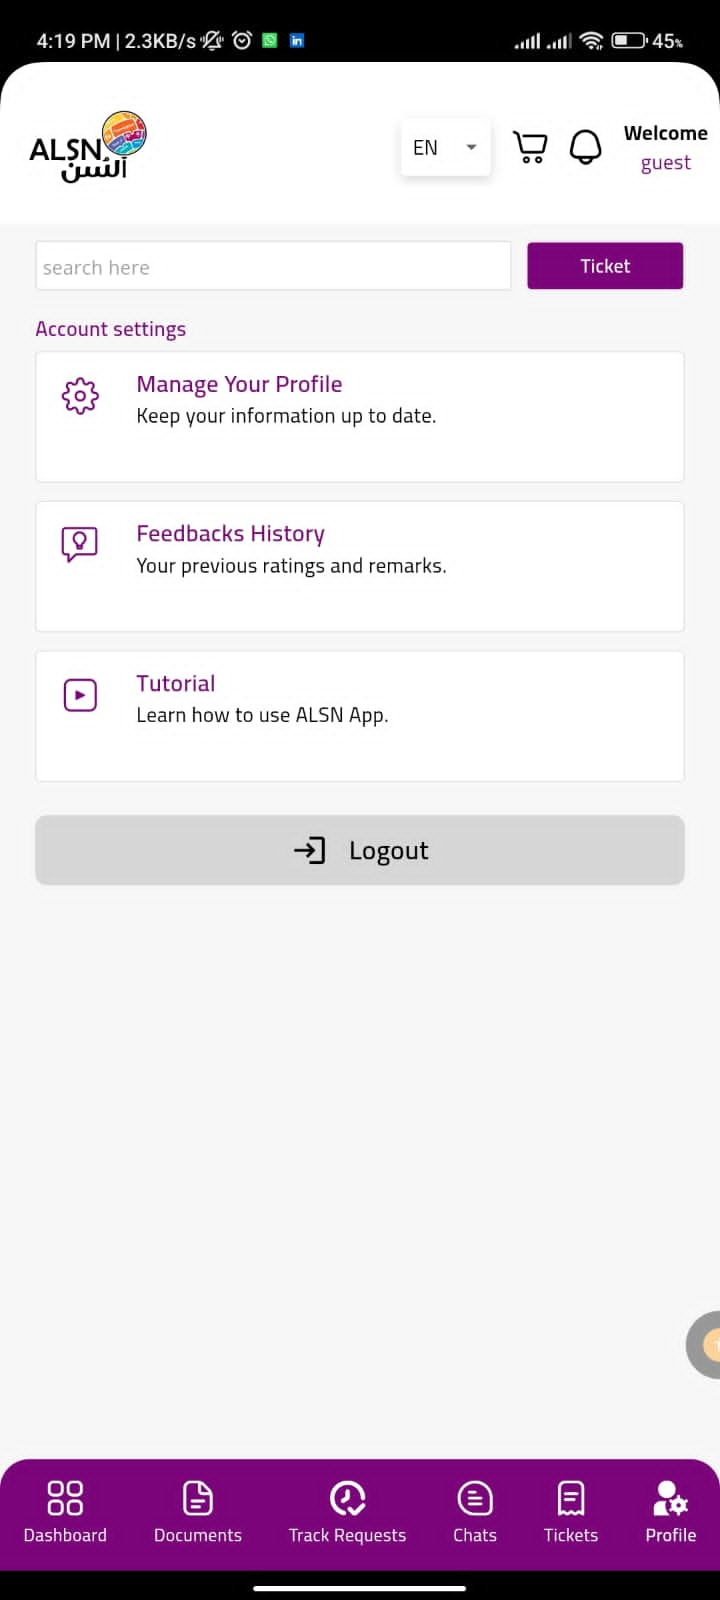 4:19 PM | 2.3KB/s
45%
ALSN
ألسن
EN
Welcome
guest
search here
Ticket
Account settings
Manage Your Profile
Keep your information up to date.
Feedbacks History
Your previous ratings and remarks.
Tutorial
Learn how to use ALSN App.
Logout
Dashboard
Documents
Track Requests
Chats
Tickets
Profile